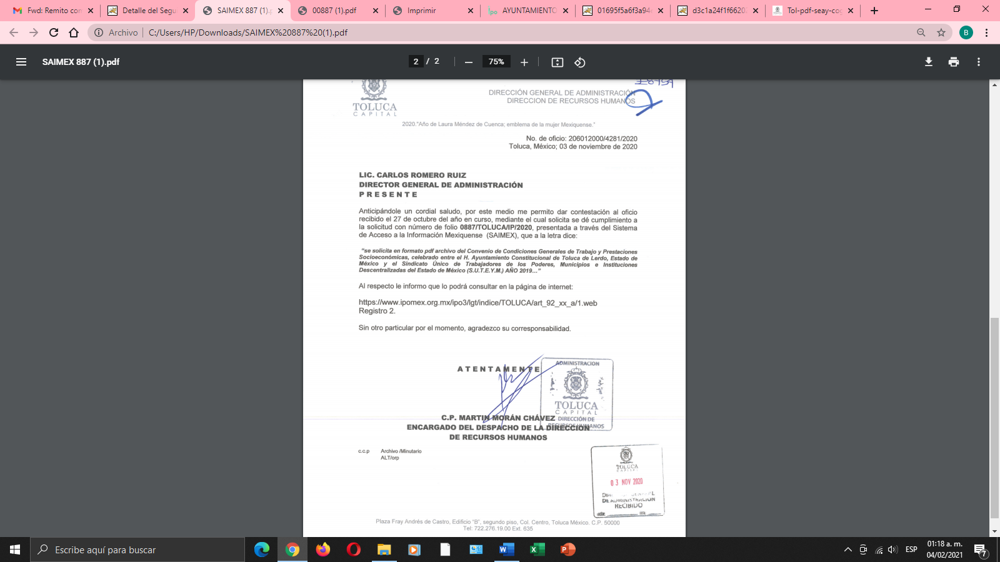 Fwd: Remito con
Detalle del Segu
SAIMEX 887 (1).p
00887 (1).pdf
Imprimir
AYUNTAMIENTO
01695f5a6f3a94
d3c1a24f1f6620
Tol-pdf-seay-cog
Archivo
C:/Users/HP/Downloads/SAIMEX%20887%20(1).pdf
B
SAIMEX 887 (1).pdf
2 / 2
75%
TOLUCA
CAPITAL
DIRECCIÓN GENERAL DE ADMINISTRACIÓN
DIRECCION DE RECURSOS HUMANOS
2020."Año de Laura Méndez de Cuenca; emblema de la mujer Mexiquense."
No. de oficio: 206012000/4281/2020
Toluca, México; 03 de noviembre de 2020
LIC. CARLOS ROMERO RUIZ
DIRECTOR GENERAL DE ADMINISTRACIÓN
P R E S E N T E
Anticipándole un cordial saludo, por este medio me permito dar contestación al oficio
recibido el 27 de octubre del año en curso, mediante el cual solicita se dé cumplimiento a
la solicitud con número de folio 0887/TOLUCA/IP/2020, presentada a través del Sistema
de Acceso a la Información Mexiquense (SAIMEX), que a la letra dice:
"se solicita en formato pdf archivo del Convenio de Condiciones Generales de Trabajo y Prestaciones
Socioeconómicas, celebrado entre el H. Ayuntamiento Constitucional de Toluca de Lerdo, Estado de
México y el Sindicato Único de Trabajadores de los Poderes, Municipios e Instituciones
Descentralizadas del Estado de México (S.U.T.E.Y.M.) AÑO 2019..."
Al respecto le informo que lo podrá consultar en la página de internet:
https://www.ipomex.org.mx/ipo3/lgt/indice/TOLUCA/art_92_xx_a/1.web
Registro 2.
Sin otro particular por el momento, agradezco su corresponsabilidad.
A T E N T A M E N T E
ADMINISTRACION
TOLUCA
CAPITAL
DIRECCIÓN DE
RECURSOS HUMANOS
C.P. MARTIN MORÁN CHÁVEZ
ENCARGADO DEL DESPACHO DE LA DIRECCION
DE RECURSOS HUMANOS
c.c.p Archivo /Minutario
ALT/orp
TOLUCA
CAPITAL
03 NOV 2020
DE ADMINISTRACIÓN
RECIBIDO
Plaza Fray Andrés de Castro, Edificio "B", segundo piso, Col. Centro, Toluca México. C.P. 50000
Tel: 722.276.19.00 Ext. 635
Escribe aquí para buscar
ESP
01:18 a. m.
04/02/2021
7